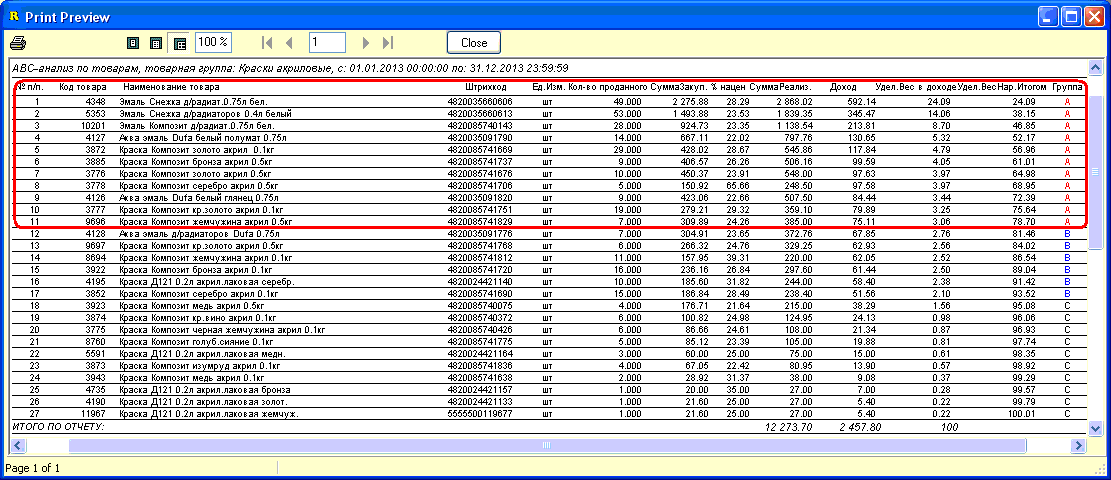 Print Preview
100 % 1 Close
ABC-анализ по товарам, товарная группа: Краски акриловые, с: 01.01.2013 00:00:00 по: 31.12.2013 23:59:59
№ п/п. Код товара Наименование товара Штрихкод Ед.Изм. Кол-во проданного СуммаЗакуп. % нацен СуммаРеализ. Доход Удел.Вес в доходе Удел.ВесНар.Итогом Группа
1 4348 Эмаль Снежка д/радиат.0.75л бел. 4820035660606 шт 49.000 2 275.88 28.29 2 868.02 592.14 24.09 24.09 A
2 5353 Эмаль Снежка д/радиаторов 0.4л белый 4820035660613 шт 53.000 1 493.88 23.53 1 839.35 345.47 14.06 38.15 A
3 10201 Эмаль Композит д/радиат.0.75л бел. 4820085740143 шт 28.000 924.73 23.35 1 138.54 213.81 8.70 46.85 A
4 4127 Аква эмаль Dufa белый полумат 0.75л 4820035091790 шт 14.000 667.11 22.02 797.76 130.65 5.32 52.17 A
5 3872 Краска Композит золото акрил 0.1кг 4820085741669 шт 29.000 428.02 28.67 545.86 117.84 4.79 56.96 A
6 3885 Краска Композит бронза акрил 0.5кг 4820085741737 шт 9.000 406.57 26.26 506.16 99.59 4.05 61.01 A
7 3776 Краска Композит золото акрил 0.5кг 4820085741676 шт 10.000 450.37 23.91 548.00 97.63 3.97 64.98 A
8 3778 Краска Композит серебро акрил 0.5кг 4820085741706 шт 5.000 150.92 65.66 248.50 97.58 3.97 68.95 A
9 4126 Аква эмаль Dufa белый глянец 0.75л 4820035091820 шт 9.000 423.06 22.66 507.50 84.44 3.44 72.39 A
10 3777 Краска Композит кр.золото акрил 0.1кг 4820085741751 шт 19.000 279.21 29.32 359.10 79.89 3.25 75.64 A
11 9696 Краска Композит жемчужина акрил 0.5кг 4820085741829 шт 7.000 309.89 24.26 385.00 75.11 3.06 78.70 A
12 4128 Аква эмаль д/радиаторов Dufa 0.75л 4820035091776 шт 7.000 304.91 23.65 372.76 67.85 2.76 81.46 B
13 9697 Краска Композит кр.золото акрил 0.5кг 4820085741768 шт 6.000 266.32 24.76 329.25 62.93 2.56 84.02 B
14 8694 Краска Композит жемчужина акрил 0.1кг 4820085741812 шт 11.000 157.95 39.31 220.00 62.05 2.52 86.54 B
15 3922 Краска Композит бронза акрил 0.1кг 4820085741720 шт 16.000 236.16 26.84 297.60 61.44 2.50 89.04 B
16 4195 Краска Д121 0.2л акрил.лаковая серебр. 4820024421140 шт 10.000 185.60 31.82 244.00 58.40 2.38 91.42 B
17 3852 Краска Композит серебро акрил 0.1кг 4820085741690 шт 15.000 186.84 28.49 238.40 51.56 2.10 93.52 B
18 3923 Краска Композит медь акрил 0.5кг 4820085740075 шт 4.000 176.71 21.64 215.00 38.29 1.56 95.08 C
19 3874 Краска Композит кр.вино акрил 0.1кг 4820085740372 шт 6.000 100.82 24.98 124.95 24.13 0.98 96.06 C
20 3775 Краска Композит черная жемчужина акрил 0.1кг 4820085740426 шт 6.000 86.66 24.61 108.00 21.34 0.87 96.93 C
21 8760 Краска Композит голуб.сияние 0.1кг 4820085741775 шт 5.000 85.12 23.39 105.00 19.88 0.81 97.74 C
22 5591 Краска Д121 0.2л акрил.лаковая медн. 4820024421164 шт 3.000 60.00 25.00 75.00 15.00 0.61 98.35 C
23 3873 Краска Композит изумруд акрил 0.1кг 4820085741836 шт 4.000 67.05 22.42 80.95 13.90 0.57 98.92 C
24 3943 Краска Композит медь акрил 0.1кг 4820085741638 шт 2.000 28.92 31.37 38.00 9.08 0.37 99.29 C
25 4735 Краска Д121 0.2л акрил.лаковая бронза 4820024421157 шт 1.000 20.00 35.00 27.00 7.00 0.28 99.57 C
26 4190 Краска Д121 0.2л акрил.лаковая золот. 4820024421133 шт 1.000 21.60 25.00 27.00 5.40 0.22 99.79 C
27 11967 Краска Д121 0.2л акрил.лаковая жемчуж. 5555500119677 шт 1.000 21.60 25.00 27.00 5.40 0.22 100.01 C
ИТОГО ПО ОТЧЕТУ: 12 273.70 2 457.80 100
Page 1 of 1